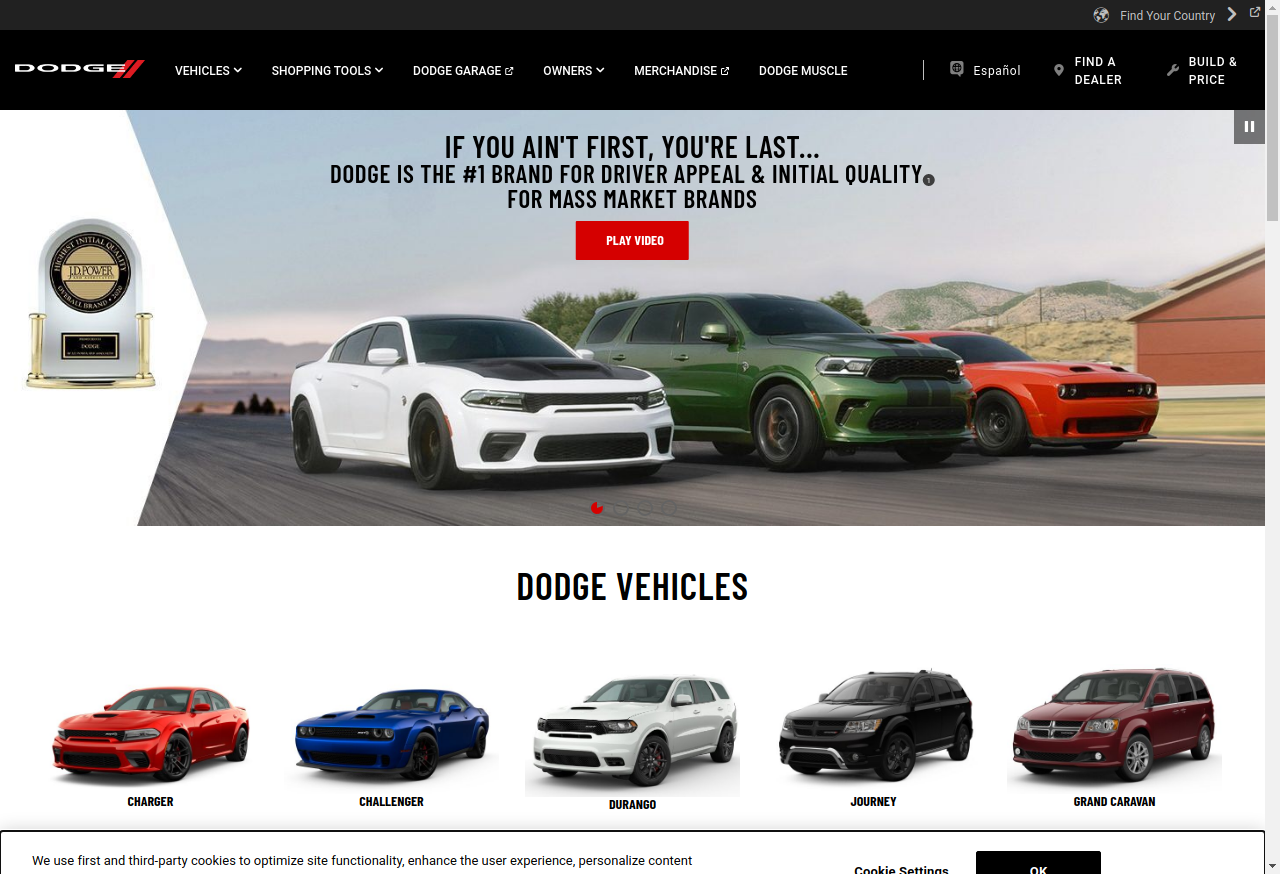 Find Your Country
DODGE
VEHICLES
SHOPPING TOOLS
DODGE GARAGE
OWNERS
MERCHANDISE
DODGE MUSCLE
Español
FIND A
DEALER
BUILD &
PRICE
IF YOU AIN'T FIRST, YOU'RE LAST...
DODGE IS THE #1 BRAND FOR DRIVER APPEAL & INITIAL QUALITY 1
FOR MASS MARKET BRANDS
PLAY VIDEO
HIGHEST INITIAL QUALITY
J.D. POWER
OVERALL BRAND • 2020
DODGE
DODGE VEHICLES
CHARGER
CHALLENGER
DURANGO
JOURNEY
GRAND CARAVAN
We use first and third-party cookies to optimize site functionality, enhance the user experience, personalize content
Cookie Settings
OK